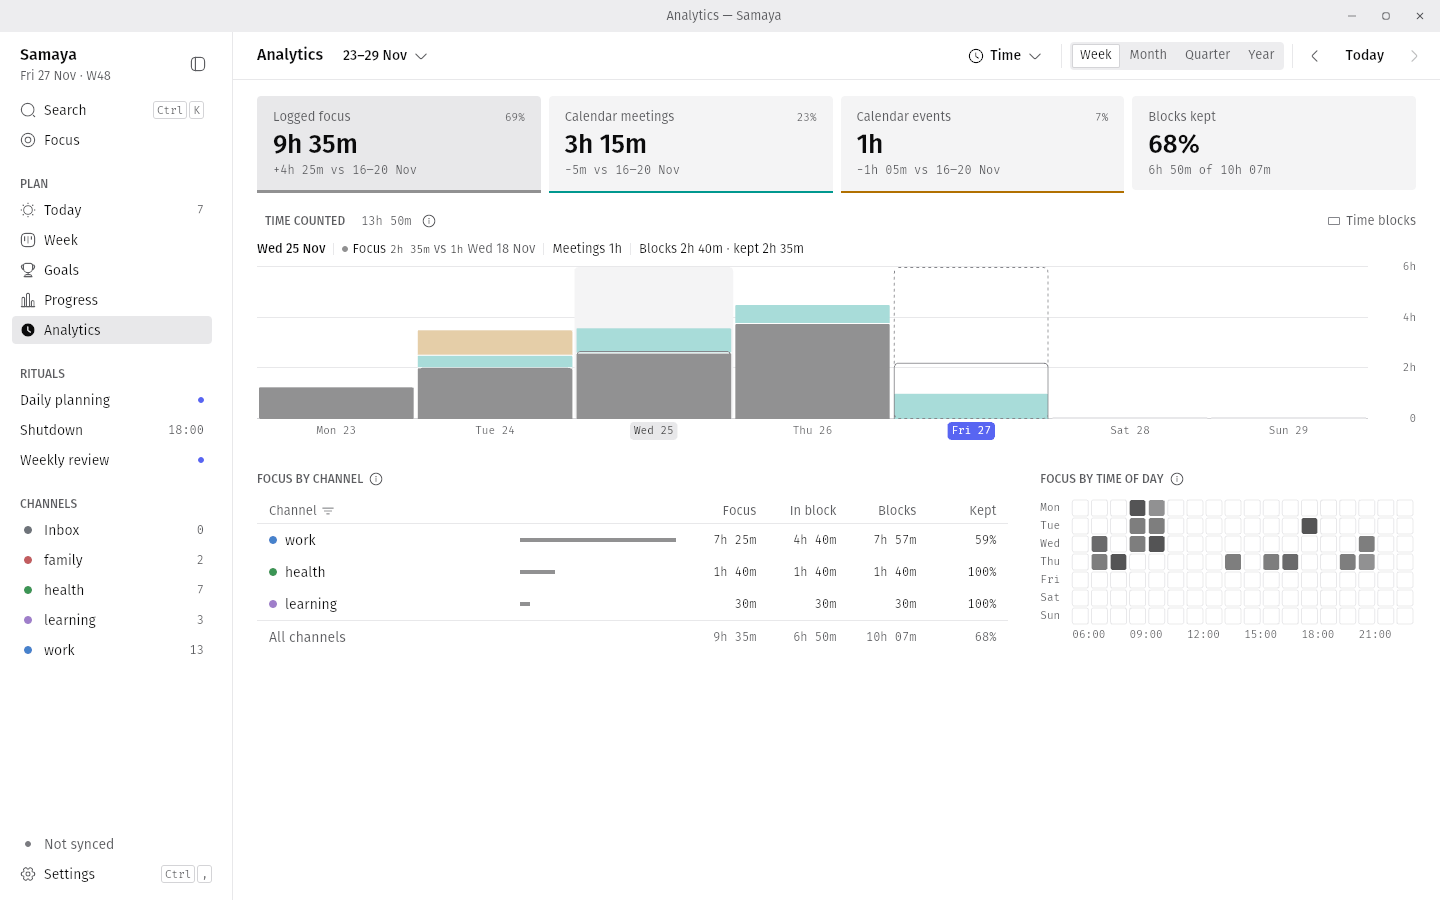 Analytics — Samaya
Samaya
Fri 27 Nov · W48
Search Ctrl K
Focus
PLAN
Today 7
Week
Goals
Progress
Analytics
RITUALS
Daily planning
Shutdown 18:00
Weekly review
CHANNELS
Inbox 0
family 2
health 7
learning 3
work 13
Not synced
Settings Ctrl ,
Analytics 23–29 Nov Time Week Month Quarter Year Today
Logged focus 69%
9h 35m
+4h 25m vs 16–20 Nov
Calendar meetings 23%
3h 15m
-5m vs 16–20 Nov
Calendar events 7%
1h
-1h 05m vs 16–20 Nov
Blocks kept
68%
6h 50m of 10h 07m
TIME COUNTED 13h 50m Time blocks
Wed 25 Nov Focus 2h 35m vs 1h Wed 18 Nov Meetings 1h Blocks 2h 40m · kept 2h 35m
6h
4h
2h
0
Mon 23 Tue 24 Wed 25 Thu 26 Fri 27 Sat 28 Sun 29
FOCUS BY CHANNEL
Channel Focus In block Blocks Kept
work 7h 25m 4h 40m 7h 57m 59%
health 1h 40m 1h 40m 1h 40m 100%
learning 30m 30m 30m 100%
All channels 9h 35m 6h 50m 10h 07m 68%
FOCUS BY TIME OF DAY
Mon
Tue
Wed
Thu
Fri
Sat
Sun
06:00 09:00 12:00 15:00 18:00 21:00